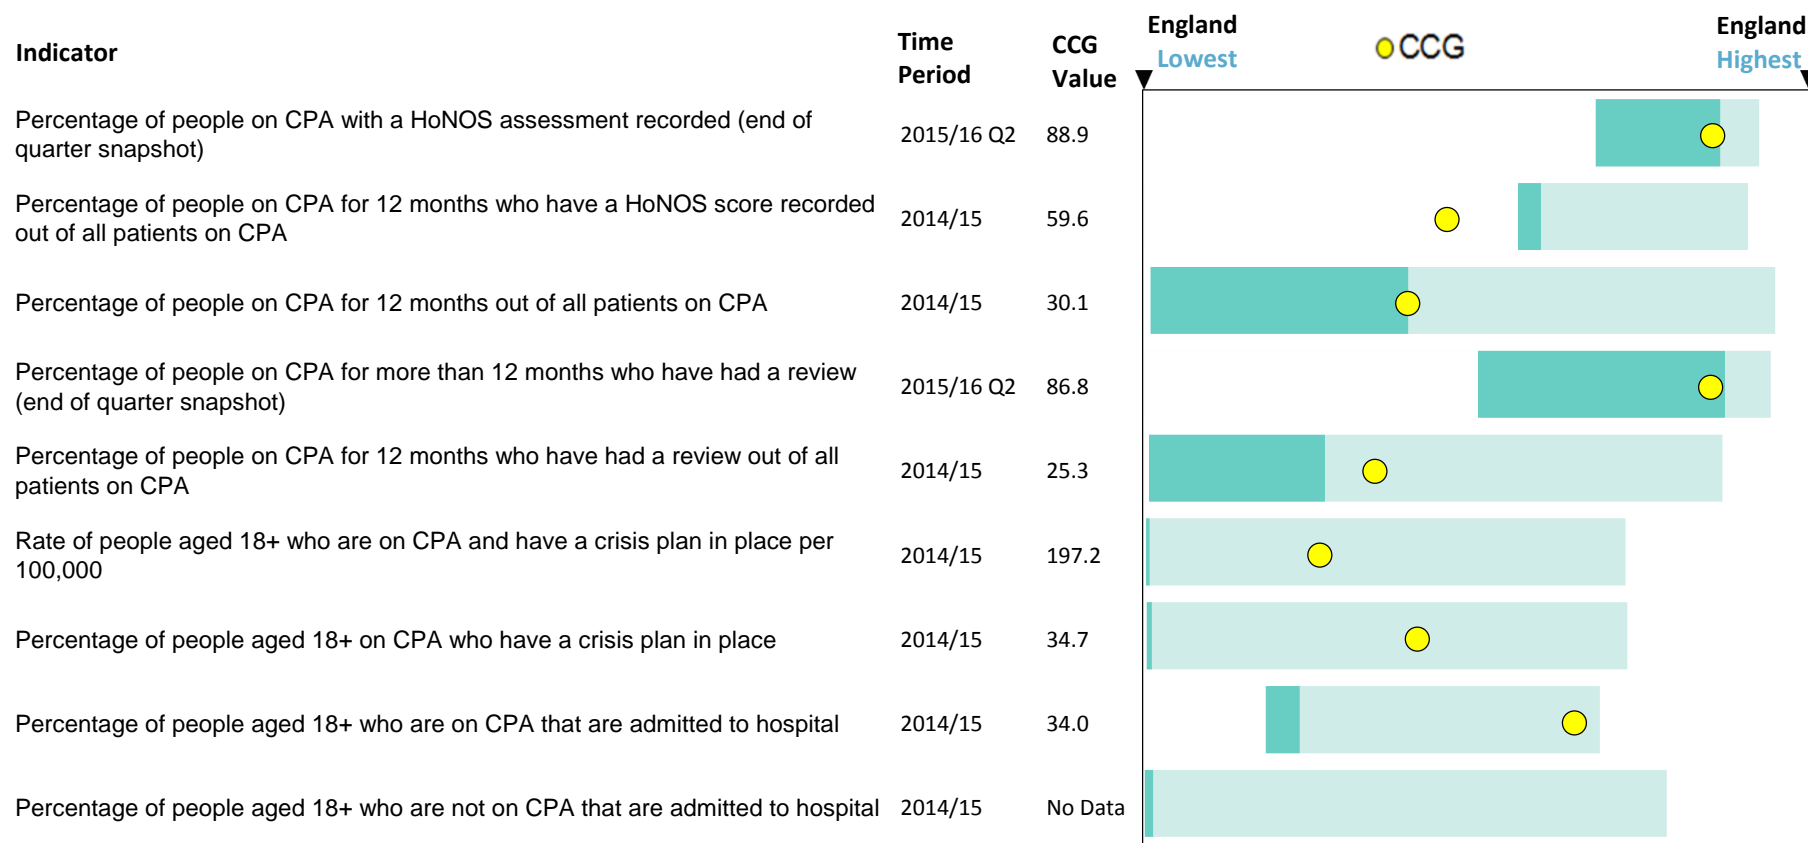 Indicator
Time
Period
CCG
Value
England
Lowest
CCG
England
Highest
Percentage of people on CPA with a HoNOS assessment recorded (end of
quarter snapshot)
2015/16 Q2
88.9
Percentage of people on CPA for 12 months who have a HoNOS score recorded
out of all patients on CPA
2014/15
59.6
Percentage of people on CPA for 12 months out of all patients on CPA
2014/15
30.1
Percentage of people on CPA for more than 12 months who have had a review
(end of quarter snapshot)
2015/16 Q2
86.8
Percentage of people on CPA for 12 months who have had a review out of all
patients on CPA
2014/15
25.3
Rate of people aged 18+ who are on CPA and have a crisis plan in place per
100,000
2014/15
197.2
Percentage of people aged 18+ on CPA who have a crisis plan in place
2014/15
34.7
Percentage of people aged 18+ who are on CPA that are admitted to hospital
2014/15
34.0
Percentage of people aged 18+ who are not on CPA that are admitted to hospital
2014/15
No Data